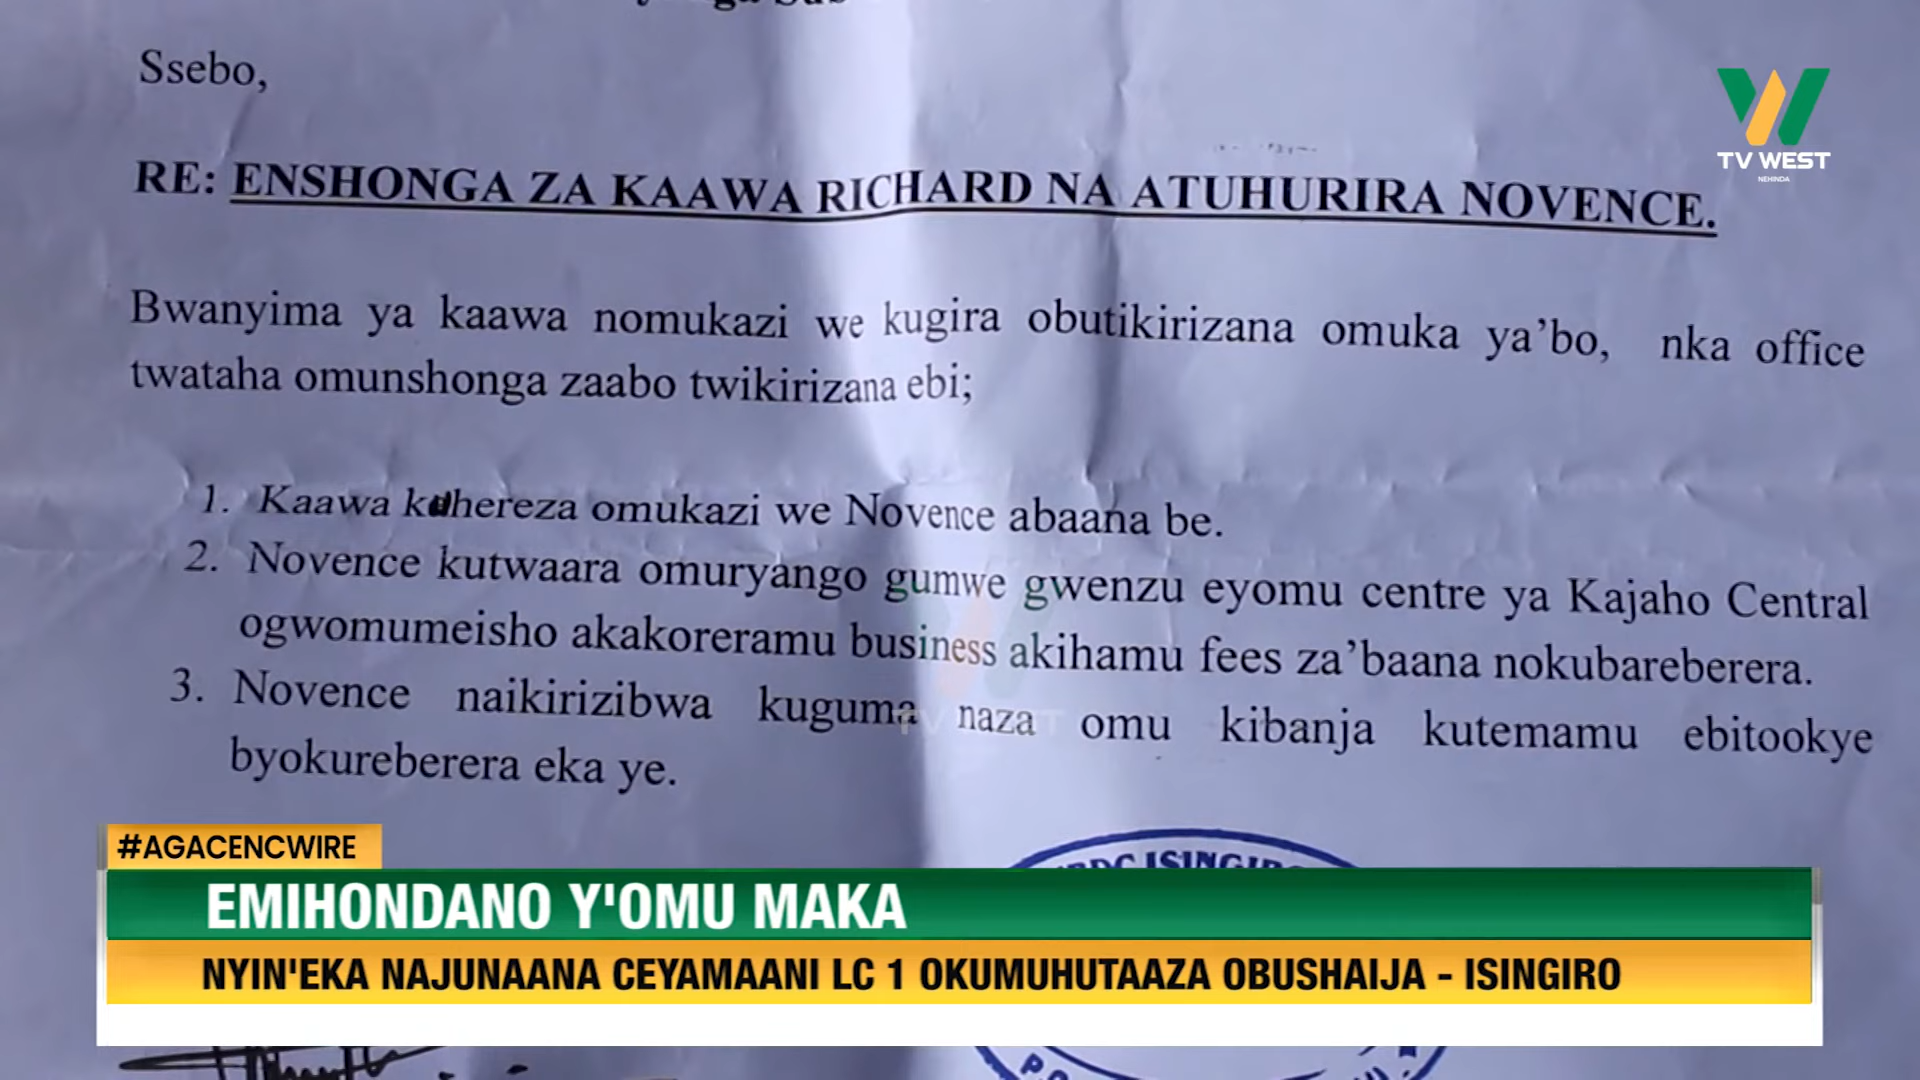 Ssebo,
TV WEST
NEHINDA
RE: ENSHONGA ZA KAAWA RICHARD NA ATUHURIRA NOVENCE.
Bwanyima ya kaawa nomukazi we kugira obutikirizana omuka ya’bo, nka office
twataha omunshonga zaabo twikirizana ebi;
1. Kaawa kuhereza omukazi we Novence abaana be.
2. Novence kutwaara omuryango gumwe gwenzu eyomu centre ya Kajaho Central
ogwomumeisho akakoreramu business akihamu fees za’baana nokubareberera.
3. Novence naikirizibwa kuguma naza omu kibanja kutemamu ebitookye
byokureberera eka ye.
TV WEST
ISINGIRO
#AGACENCWIRE
EMIHONDANO Y'OMU MAKA
NYIN'EKA NAJUNAANA CEYAMAANI LC 1 OKUMUHUTAAZA OBUSHAIJA - ISINGIRO